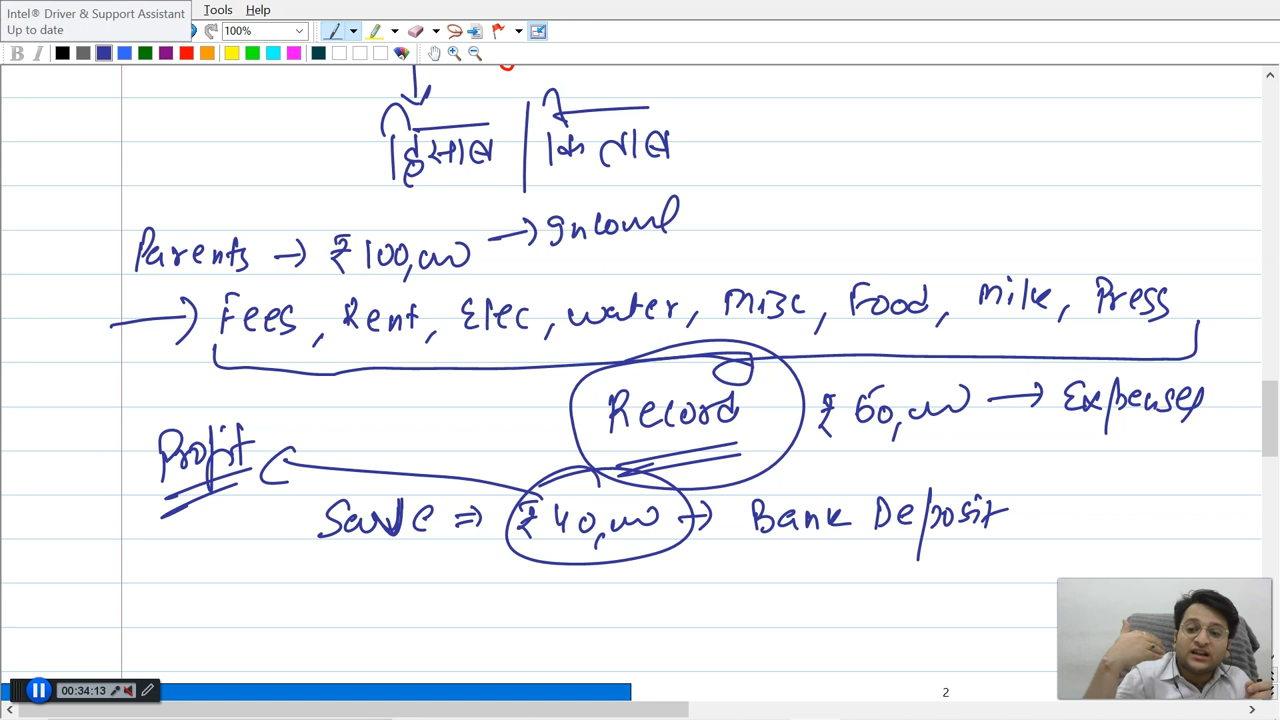 Intel® Driver & Support Assistant
Up to date
Tools Help
100%
B I
हिसाब | किताब
Parents → ₹100,000 → Income
→ Fees, Rent, Elec, water, Misc, Food, Milk, Press
Record ₹60,000 → Expenses
Profit
Save ⇒ ₹40,000 → Bank Deposit
00:34:13
2